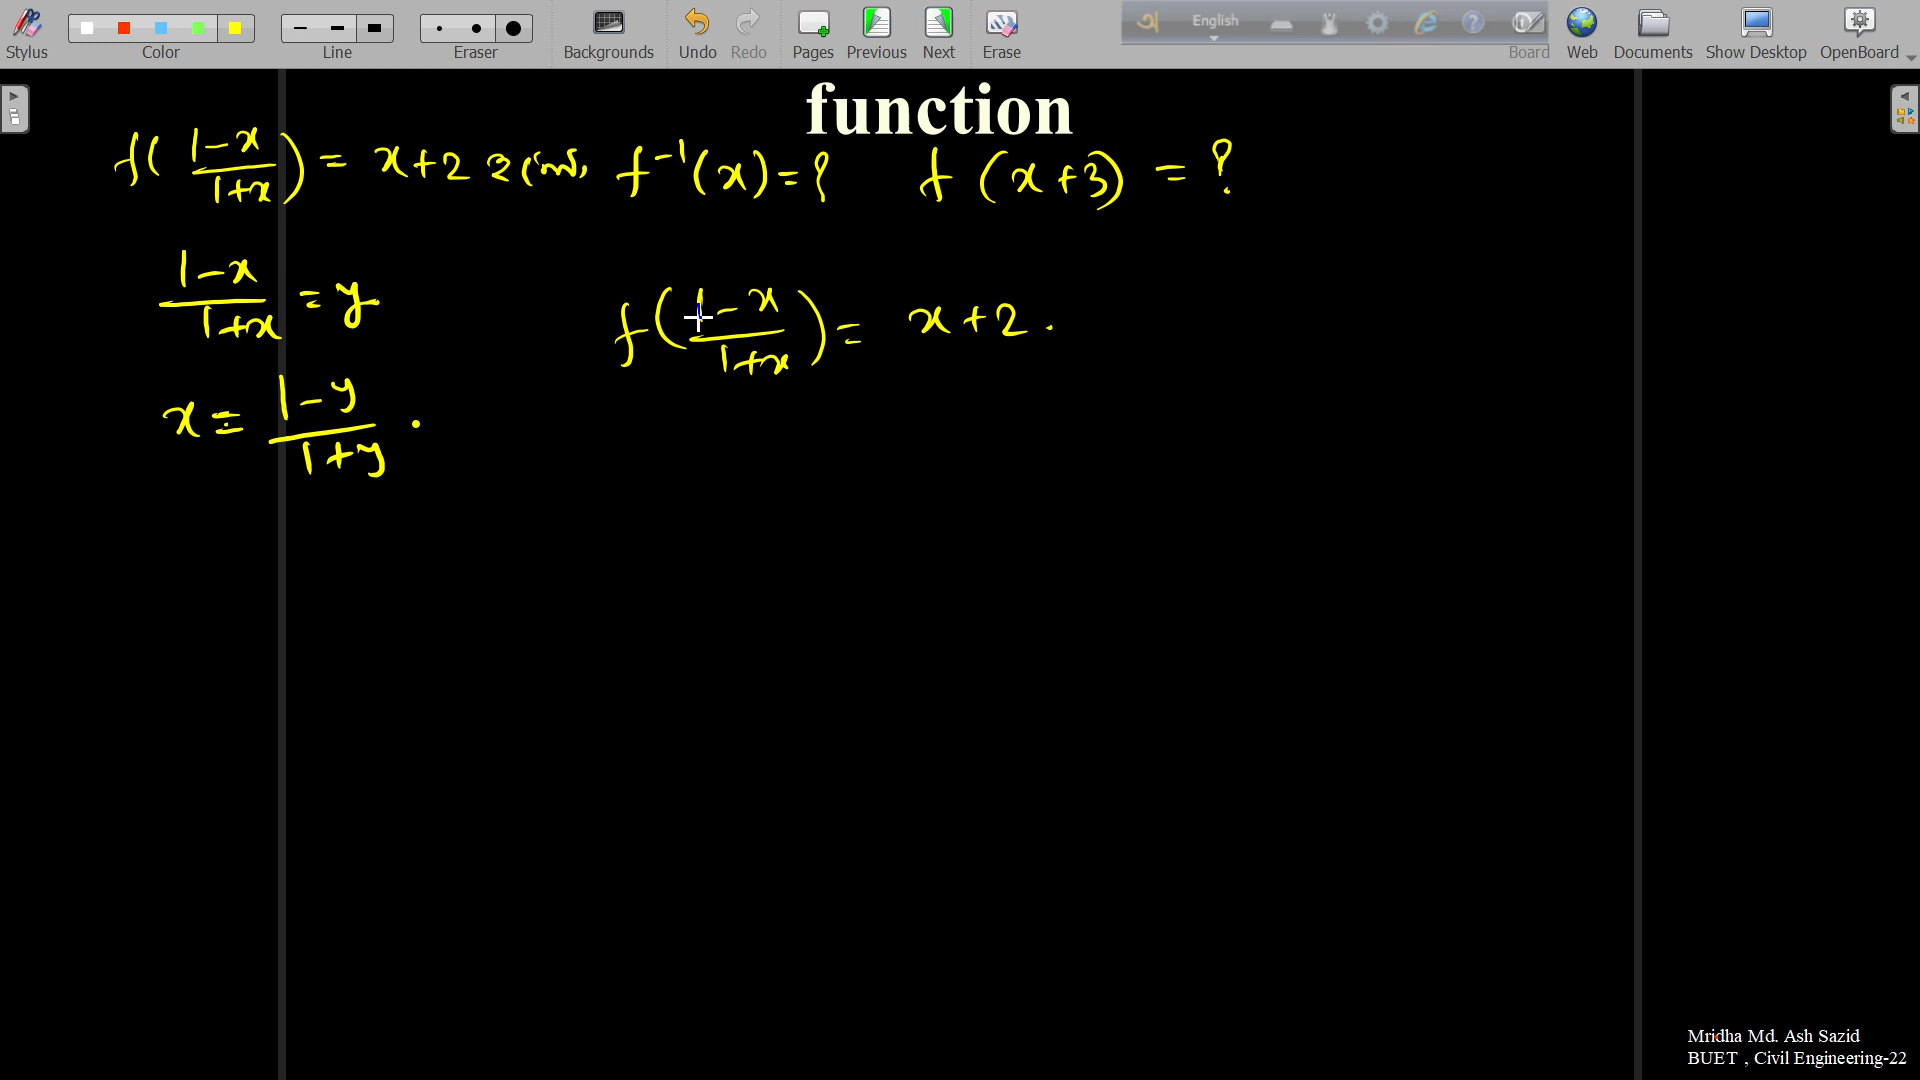 Stylus Color Line Eraser Backgrounds Undo Redo Pages Previous Next Erase English Board Web Documents Show Desktop OpenBoard
function
f((1-x)/(1+x)) = x+2 হলে, f⁻¹(x)=? f(x+3) = ?
(1-x)/(1+x) = y
f((1-x)/(1+x)) = x+2.
x = (1-y)/(1+y).
Mridha Md. Ash Sazid
BUET , Civil Engineering-22